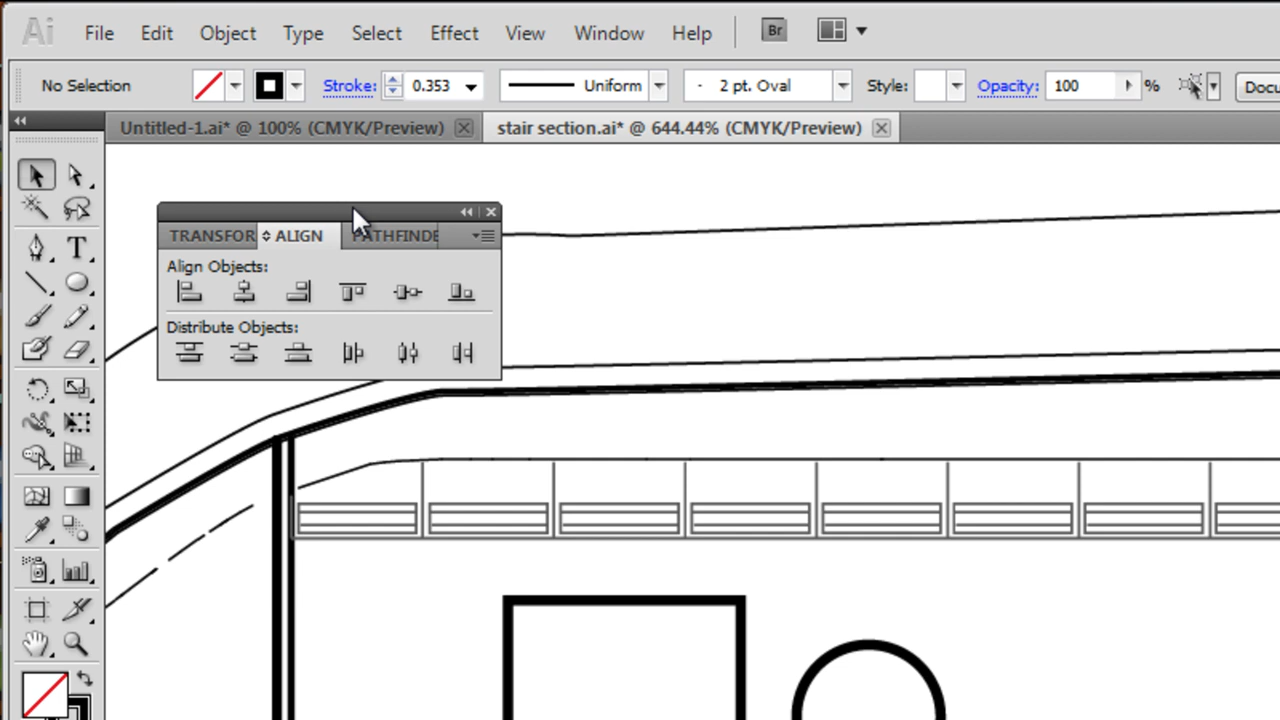 Ai File Edit Object Type Select Effect View Window Help Br
No Selection Stroke: 0.353 Uniform 2 pt. Oval Style: Opacity: 100 % Docu
Untitled-1.ai* @ 100% (CMYK/Preview) stair section.ai* @ 644.44% (CMYK/Preview)
TRANSFOR ALIGN PATHFINDE
Align Objects:
Distribute Objects:
T